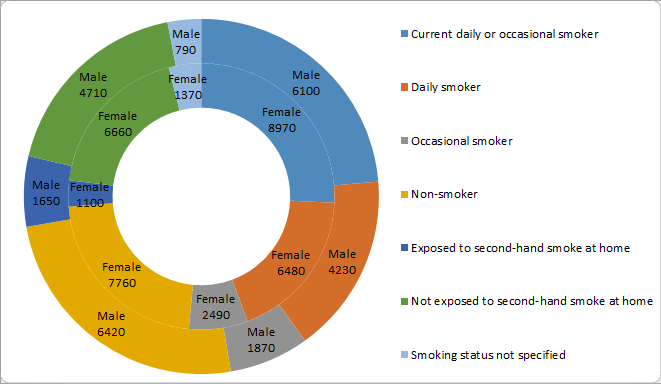 Male
790
Female
1370
Male
6100
Female
8970
Male
4710
Female
6660
Male
1650
Female
1100
Female
6480
Male
4230
Female
7760
Female
2490
Male
6420
Male
1870
Current daily or occasional smoker
Daily smoker
Occasional smoker
Non-smoker
Exposed to second-hand smoke at home
Not exposed to second-hand smoke at home
Smoking status not specified